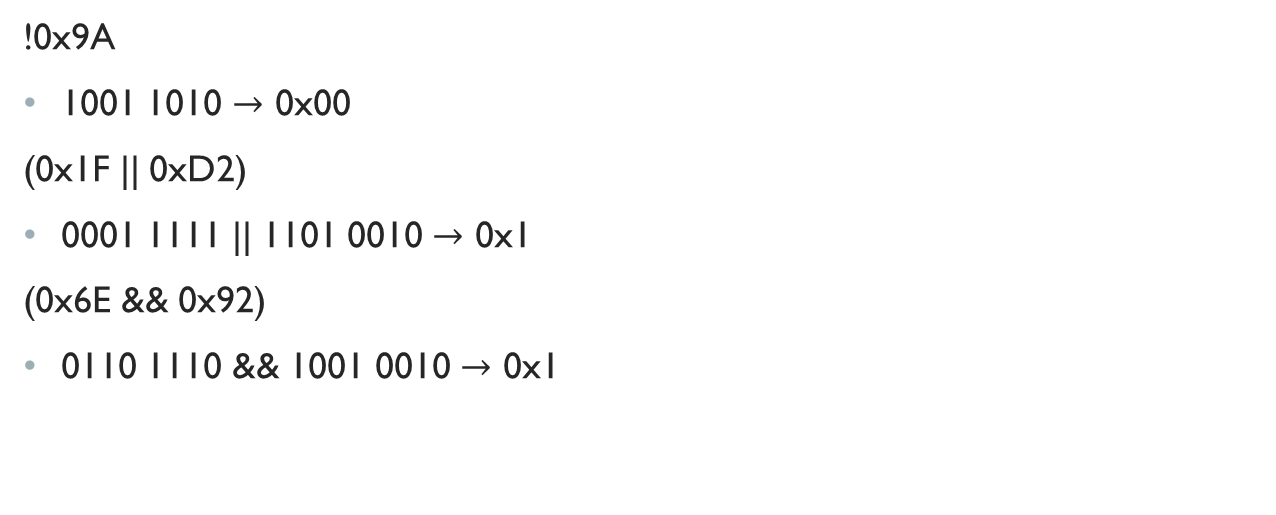 !0x9A
• 1001 1010 → 0x00
(0x1F || 0xD2)
• 0001 1111 || 1101 0010 → 0x1
(0x6E && 0x92)
• 0110 1110 && 1001 0010 → 0x1